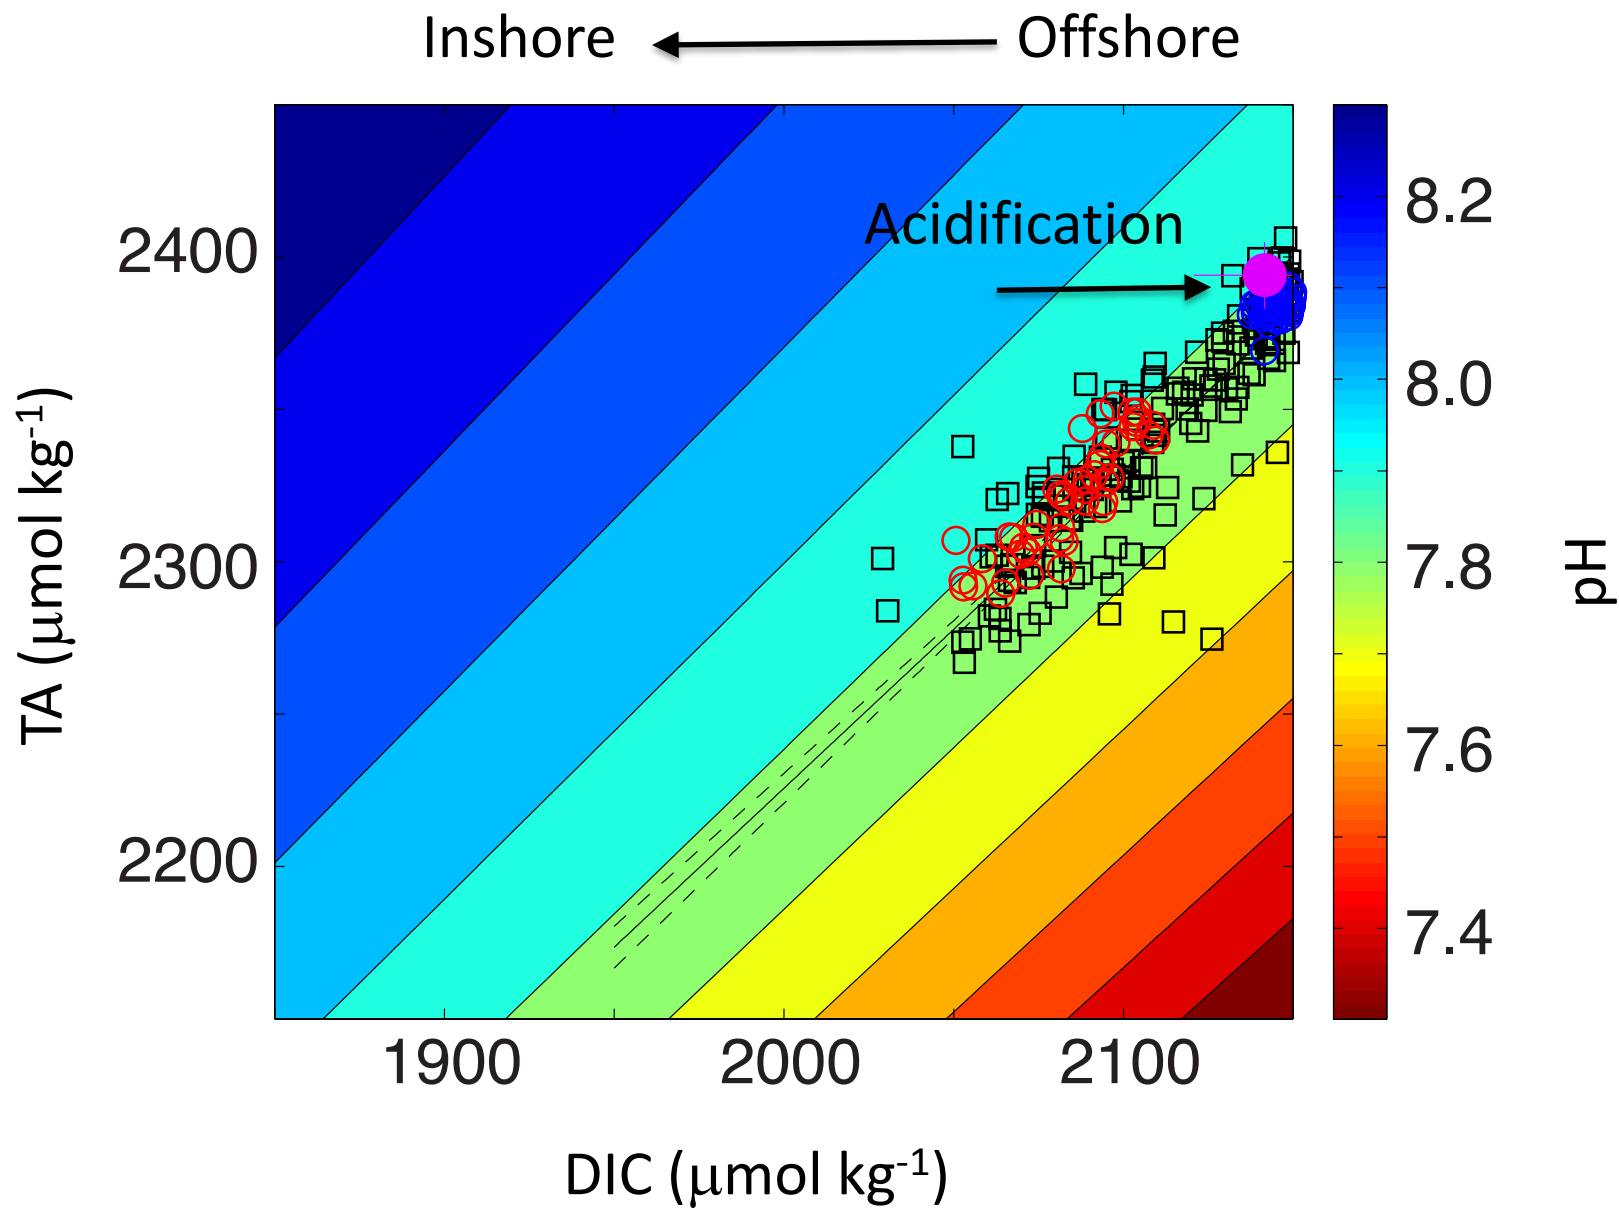 Inshore Offshore
Acidification
2400
2300
2200
TA (μmol kg-1)
1900 2000 2100
DIC (μmol kg-1)
8.2
8.0
7.8
7.6
7.4
pH